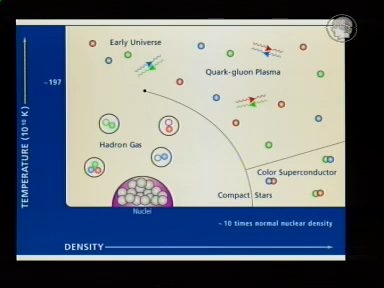 Early Universe
Quark-gluon Plasma
~197
TEMPERATURE (10¹⁰ K)
Hadron Gas
Color Superconductor
Compact Stars
Nuclei
~ 10 times normal nuclear density
DENSITY